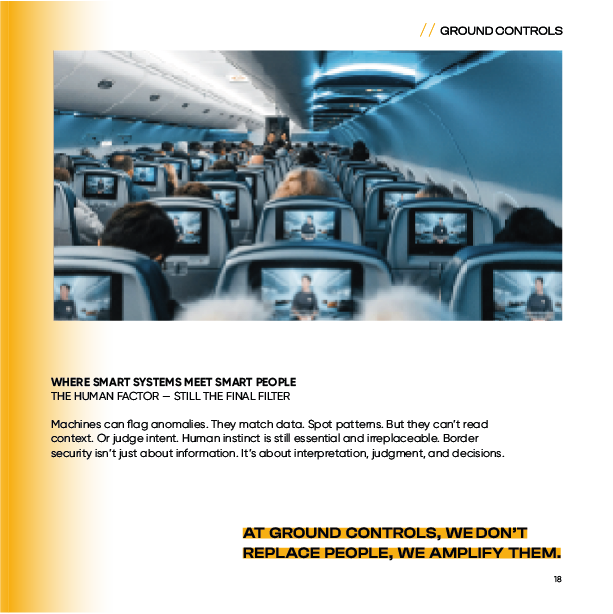 // GROUND CONTROLS
WHERE SMART SYSTEMS MEET SMART PEOPLE
THE HUMAN FACTOR — STILL THE FINAL FILTER
Machines can flag anomalies. They match data. Spot patterns. But they can’t read
context. Or judge intent. Human instinct is still essential and irreplaceable. Border
security isn’t just about information. It’s about interpretation, judgment, and decisions.
AT GROUND CONTROLS, WE DON’T
REPLACE PEOPLE, WE AMPLIFY THEM.
18